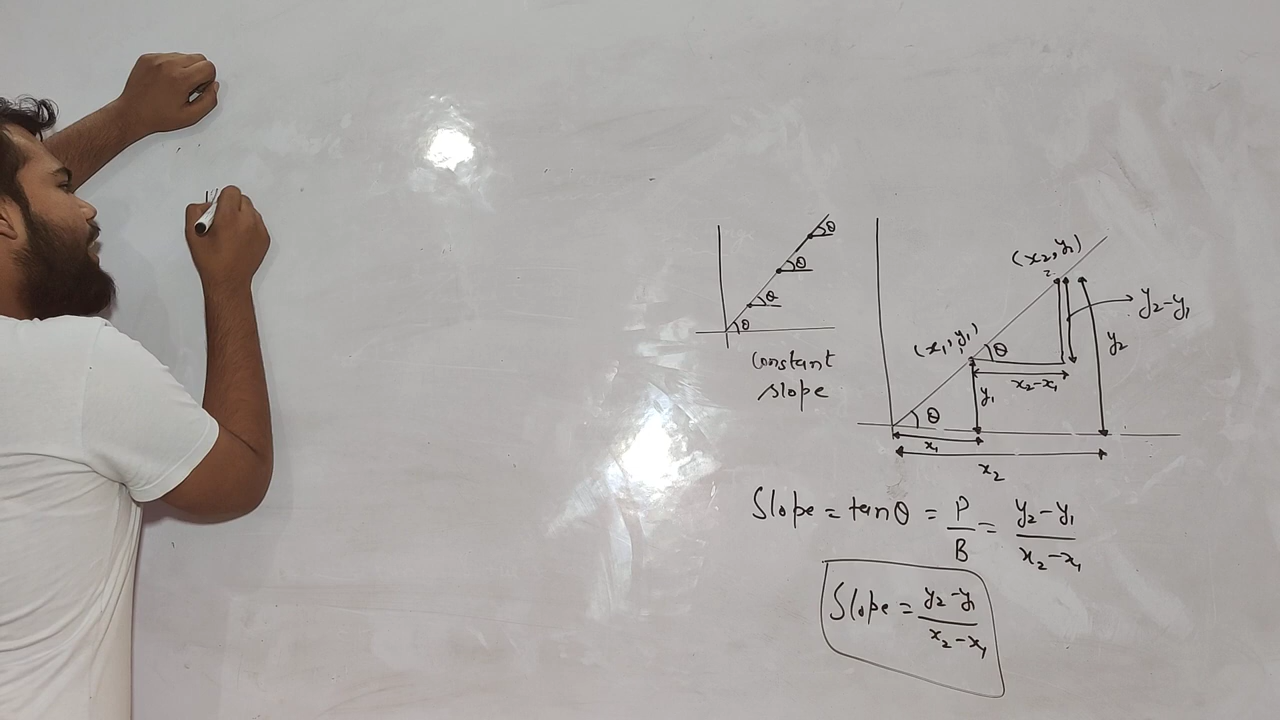 θ
θ
θ
θ
constant
slope
(x₂, y₂)
y₂-y₁
y₂
(x₁, y₁)
θ
x₂-x₁
y₁
θ
x₁
x₂
Slope = tanθ = P/B = y₂-y₁/x₂-x₁
Slope = y₂-y₁/x₂-x₁